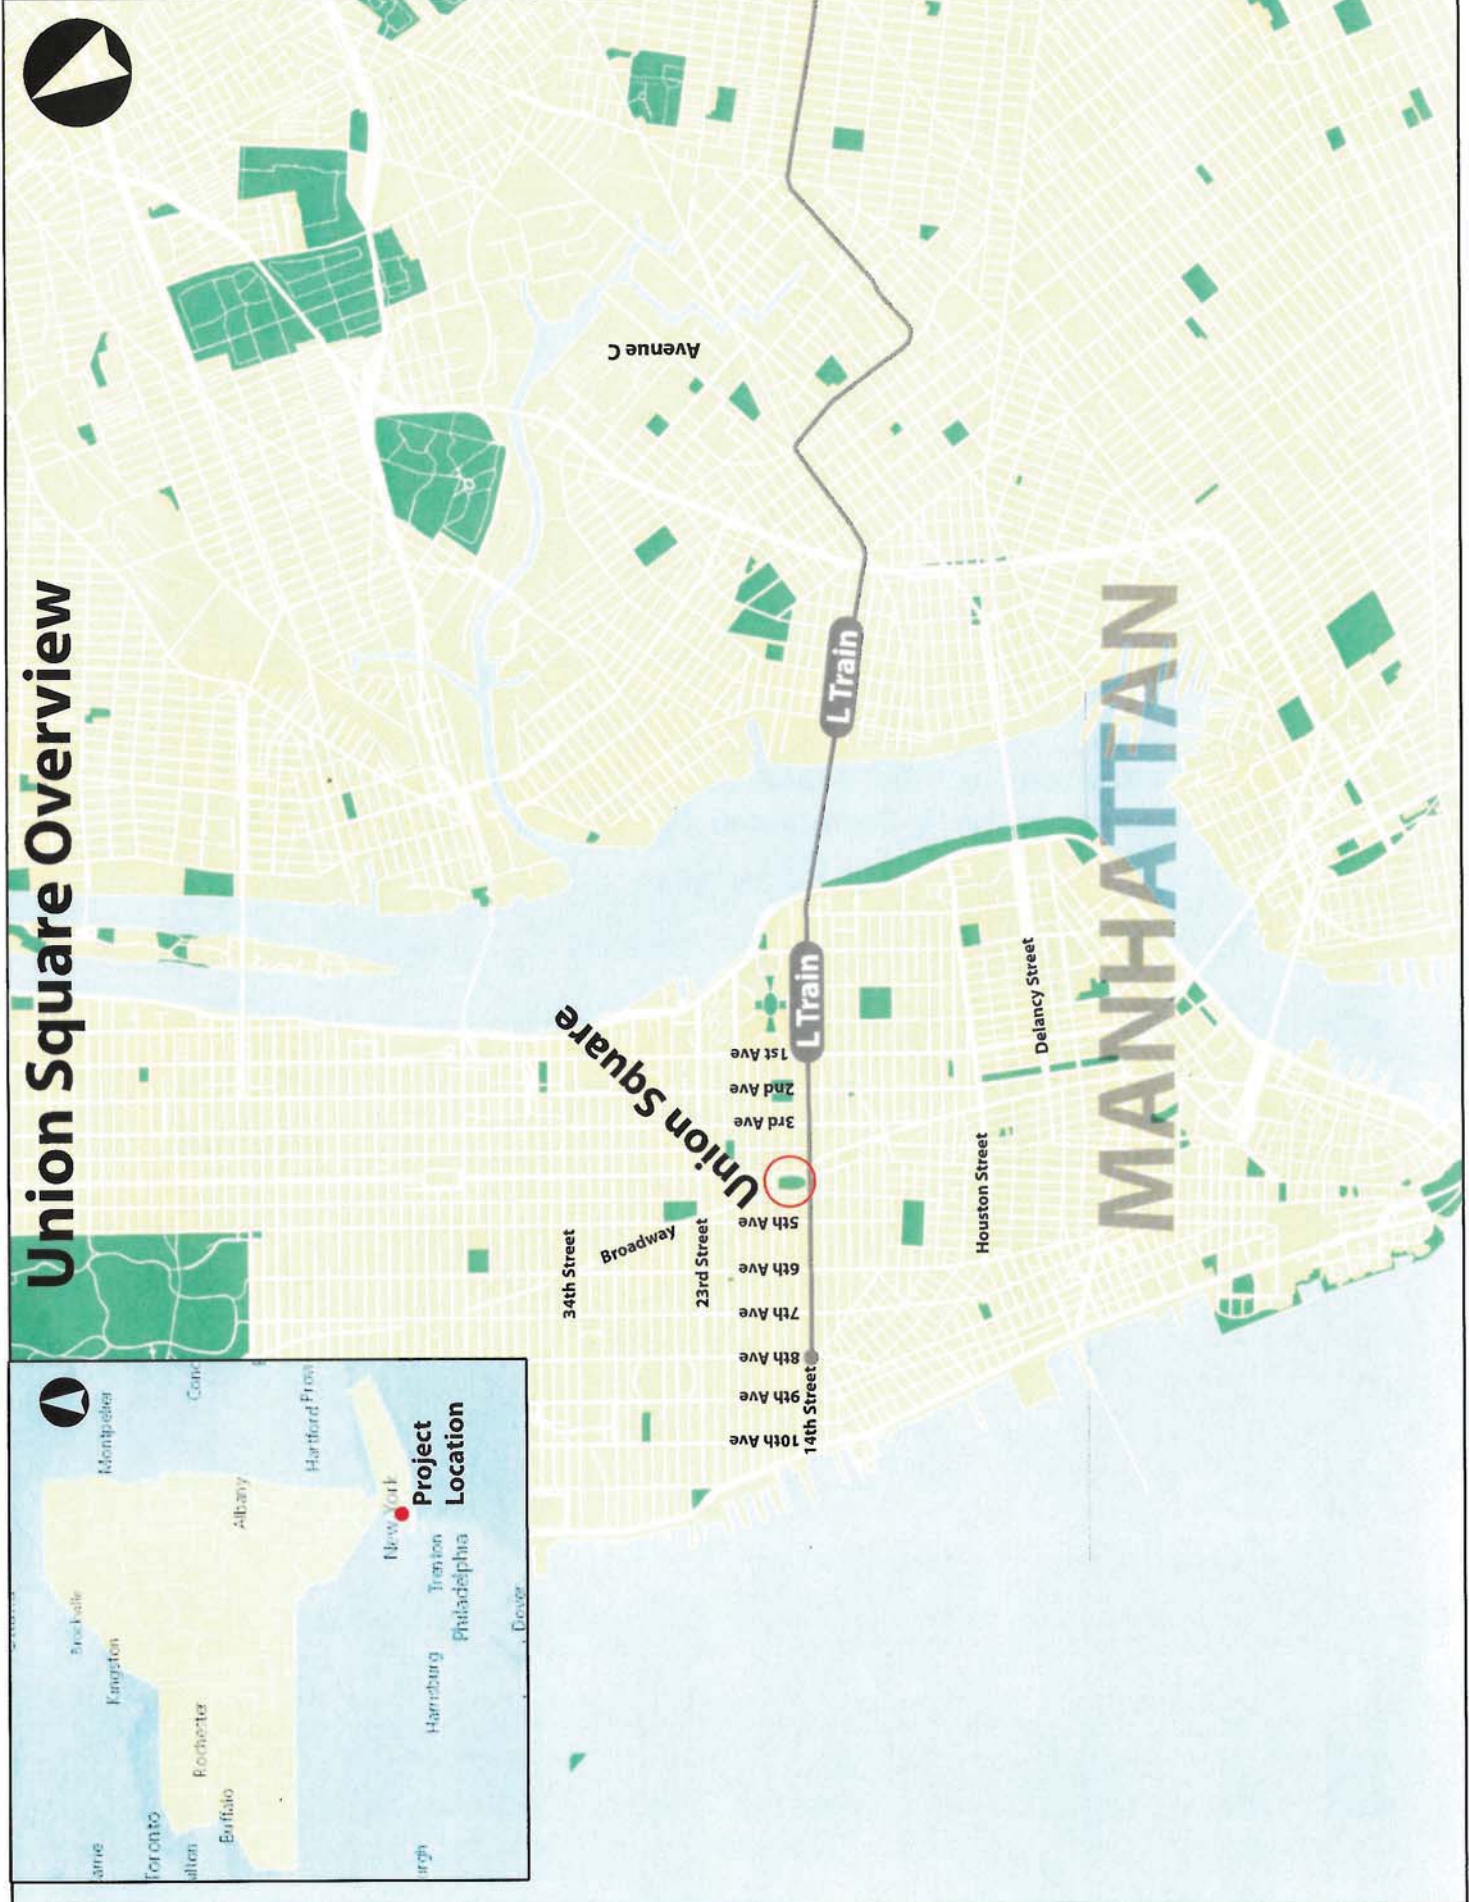 Union Square Overview
Montpelier
Brockville
Kingston
Albany
Rochester
Toronto
Buffalo
Hartford
New York
Project
Location
Trenton
Philadelphia
Harrisburg
Dover
Avenue C
34th Street
Broadway
23rd Street
Union Square
10th Ave
9th Ave
8th Ave
7th Ave
6th Ave
5th Ave
3rd Ave
2nd Ave
1st Ave
14th Street
L Train
L Train
Houston Street
Delancy Street
MANHATTAN